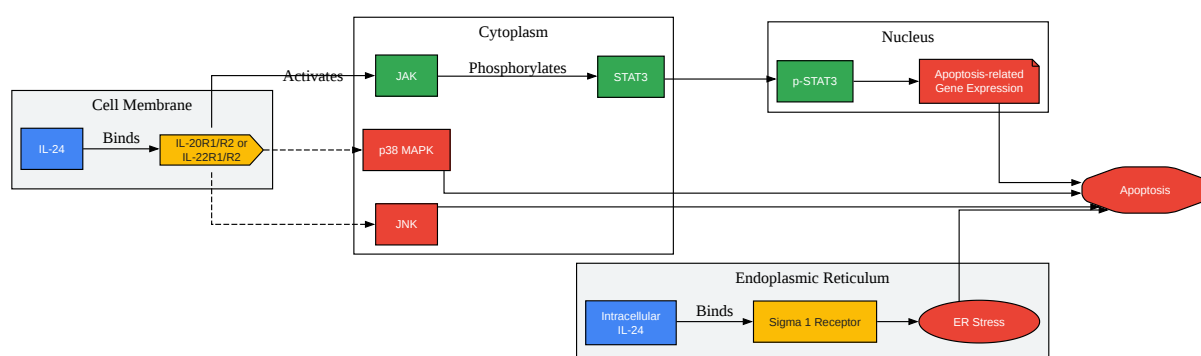 Cytoplasm
Nucleus
Activates
JAK
Phosphorylates
STAT3
p-STAT3
Apoptosis-related
Gene Expression
Cell Membrane
IL-24
Binds
IL-20R1/R2 or
IL-22R1/R2
p38 MAPK
Apoptosis
JNK
Endoplasmic Reticulum
Intracellular
IL-24
Binds
Sigma 1 Receptor
ER Stress